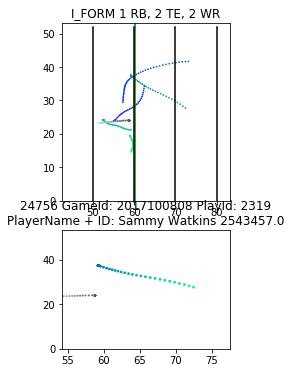 I_FORM 1 RB, 2 TE, 2 WR
50
40
30
20
10
0
50 60 70 80
24756 GameId: 2017100808 PlayId: 2319
PlayerName + ID: Sammy Watkins 2543457.0
40
20
0
55 60 65 70 75